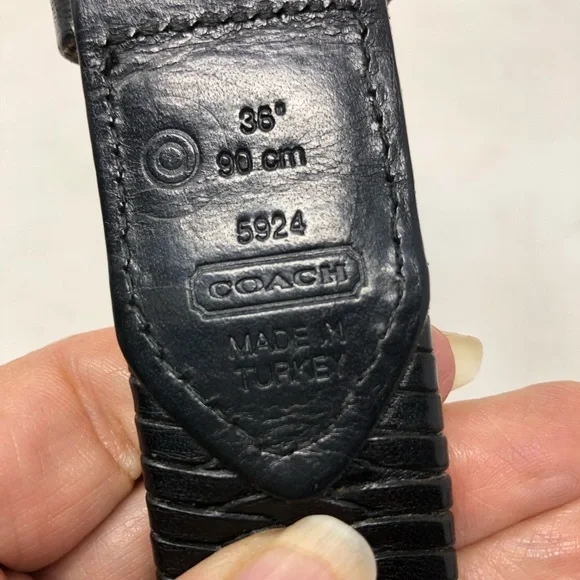 36"
90 cm
5924
COACH
MADE IN
TURKEY